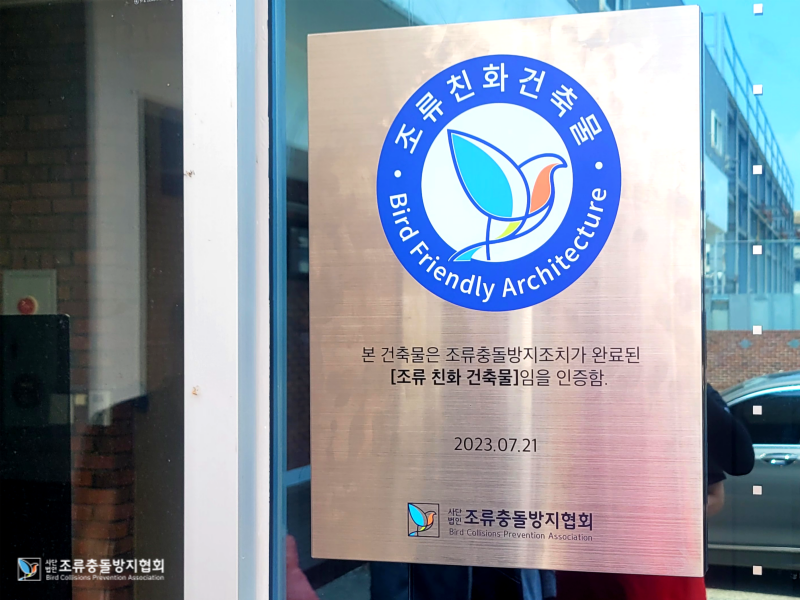 조류친화건축물
Bird Friendly Architecture
본 건축물은 조류충돌방지조치가 완료된
[조류 친화 건축물]임을 인증함.
2023.07.21
사단
법인 조류충돌방지협회
Bird Collisions Prevention Association
사단
법인 조류충돌방지협회
Bird Collisions Prevention Association